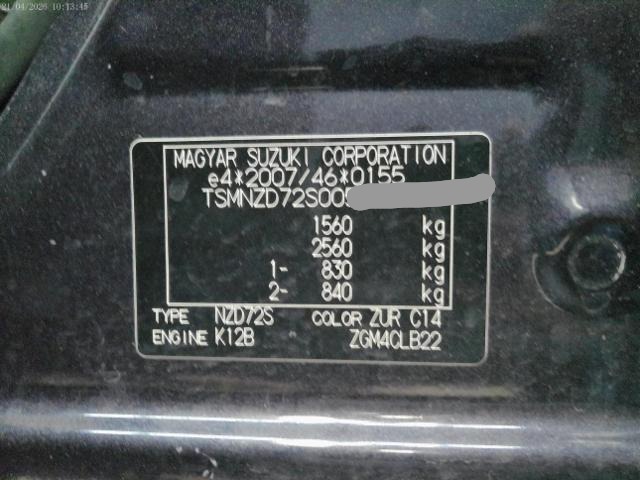 21/04/2026 10:13:45
MAGYAR SUZUKI CORPORATION
e4*2007/46*0155
TSMNZD72S00
1560 kg
2560 kg
1- 830 kg
2- 840 kg
TYPE NZD72S COLOR ZUR C14
ENGINE K12B ZGM4CLB22